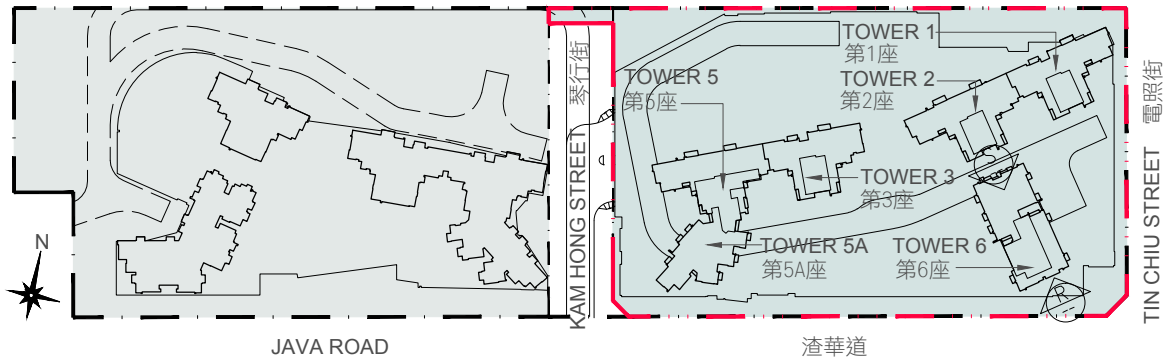 TOWER 1
第1座
TOWER 2
第2座
TOWER 5
第5座
TOWER 3
第3座
TOWER 5A
第5A座
TOWER 6
第6座
S
R
N
琴行街
KAM HONG STREET
電照街
TIN CHIU STREET
JAVA ROAD
渣華道